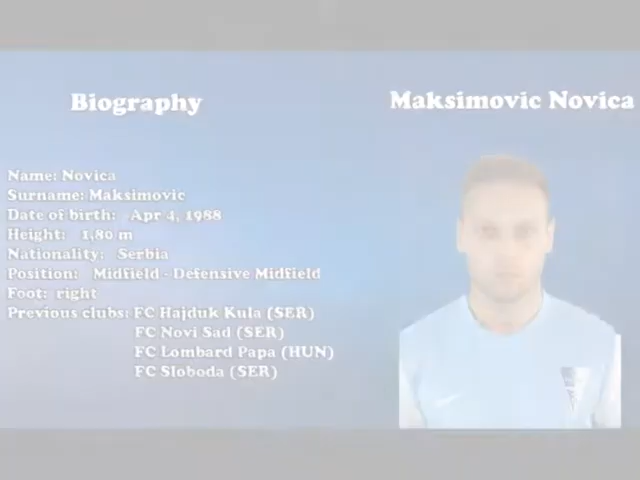 Biography
Maksimovic Novica
Name: Novica
Surname: Maksimovic
Date of birth: Apr 4, 1988
Height: 1,80 m
Nationality: Serbia
Position: Midfield - Defensive Midfield
Foot: right
Previous clubs: FC Hajduk Kula (SER)
FC Novi Sad (SER)
FC Lombard Papa (HUN)
FC Sloboda (SER)